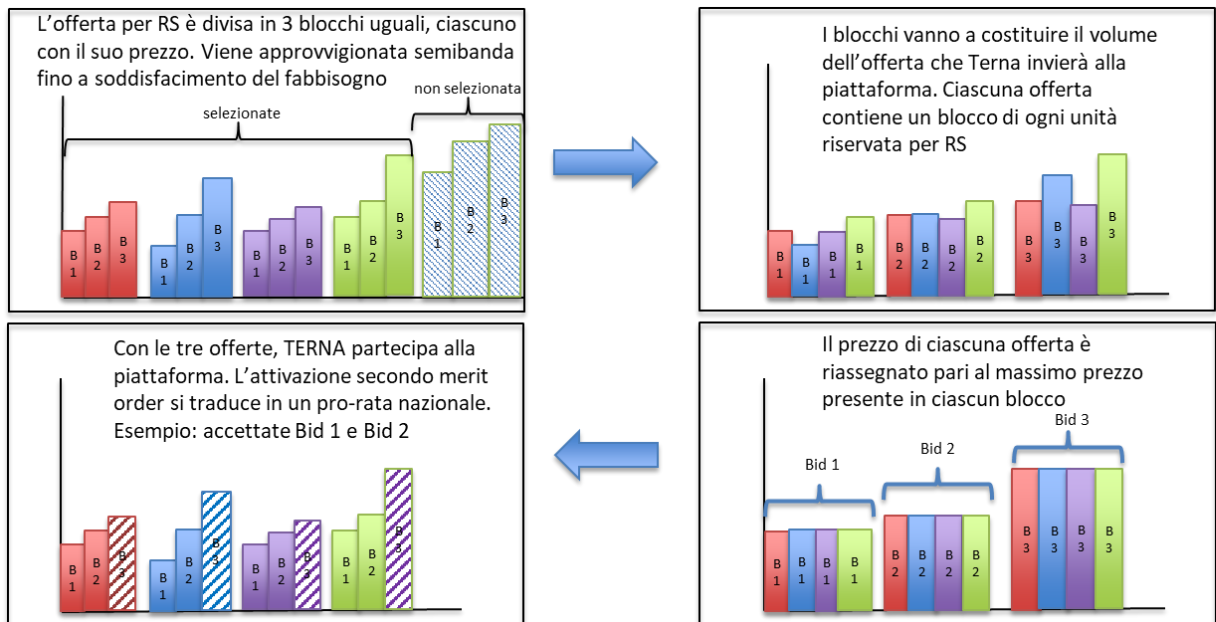 L'offerta per RS è divisa in 3 blocchi uguali, ciascuno
con il suo prezzo. Viene approvvigionata semibanda
fino a soddisfacimento del fabbisogno
non selezionata
selezionate
B 1
B 2
B 3
B 1
B 2
B 3
B 1
B 2
B 3
B 1
B 2
B 3
B 1
B 2
B 3
I blocchi vanno a costituire il volume
dell'offerta che Terna invierà alla
piattaforma. Ciascuna offerta
contiene un blocco di ogni unità
riservata per RS
B 1
B 1
B 1
B 1
B 2
B 2
B 2
B 2
B 3
B 3
B 3
B 3
Con le tre offerte, TERNA partecipa alla
piattaforma. L'attivazione secondo merit
order si traduce in un pro-rata nazionale.
Esempio: accettate Bid 1 e Bid 2
B 1
B 2
B 3
B 1
B 2
B 3
B 1
B 2
B 3
B 1
B 2
B 3
Il prezzo di ciascuna offerta è
riassegnato pari al massimo prezzo
presente in ciascun blocco
Bid 1
Bid 2
Bid 3
B 1
B 1
B 1
B 1
B 2
B 2
B 2
B 2
B 3
B 3
B 3
B 3